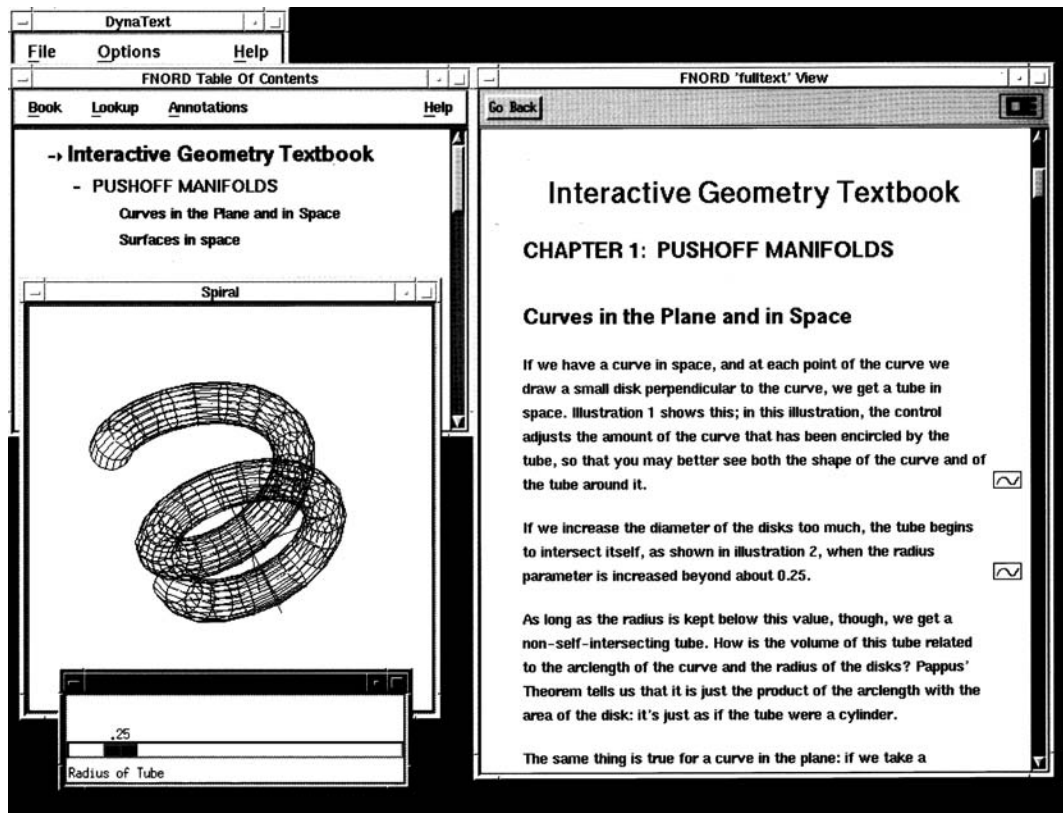 DynaText
File Options Help
FNORD Table Of Contents
Book Lookup Annotations Help
-> Interactive Geometry Textbook
- PUSHOFF MANIFOLDS
Curves in the Plane and in Space
Surfaces in space
Spiral
.25
Radius of Tube
FNORD 'fulltext' View
Go Back
Interactive Geometry Textbook
CHAPTER 1: PUSHOFF MANIFOLDS
Curves in the Plane and in Space
If we have a curve in space, and at each point of the curve we
draw a small disk perpendicular to the curve, we get a tube in
space. Illustration 1 shows this; in this illustration, the control
adjusts the amount of the curve that has been encircled by the
tube, so that you may better see both the shape of the curve and of
the tube around it.
If we increase the diameter of the disks too much, the tube begins
to intersect itself, as shown in illustration 2, when the radius
parameter is increased beyond about 0.25.
As long as the radius is kept below this value, though, we get a
non-self-intersecting tube. How is the volume of this tube related
to the arclength of the curve and the radius of the disks? Pappus'
Theorem tells us that it is just the product of the arclength with the
area of the disk: it's just as if the tube were a cylinder.
The same thing is true for a curve in the plane: if we take a